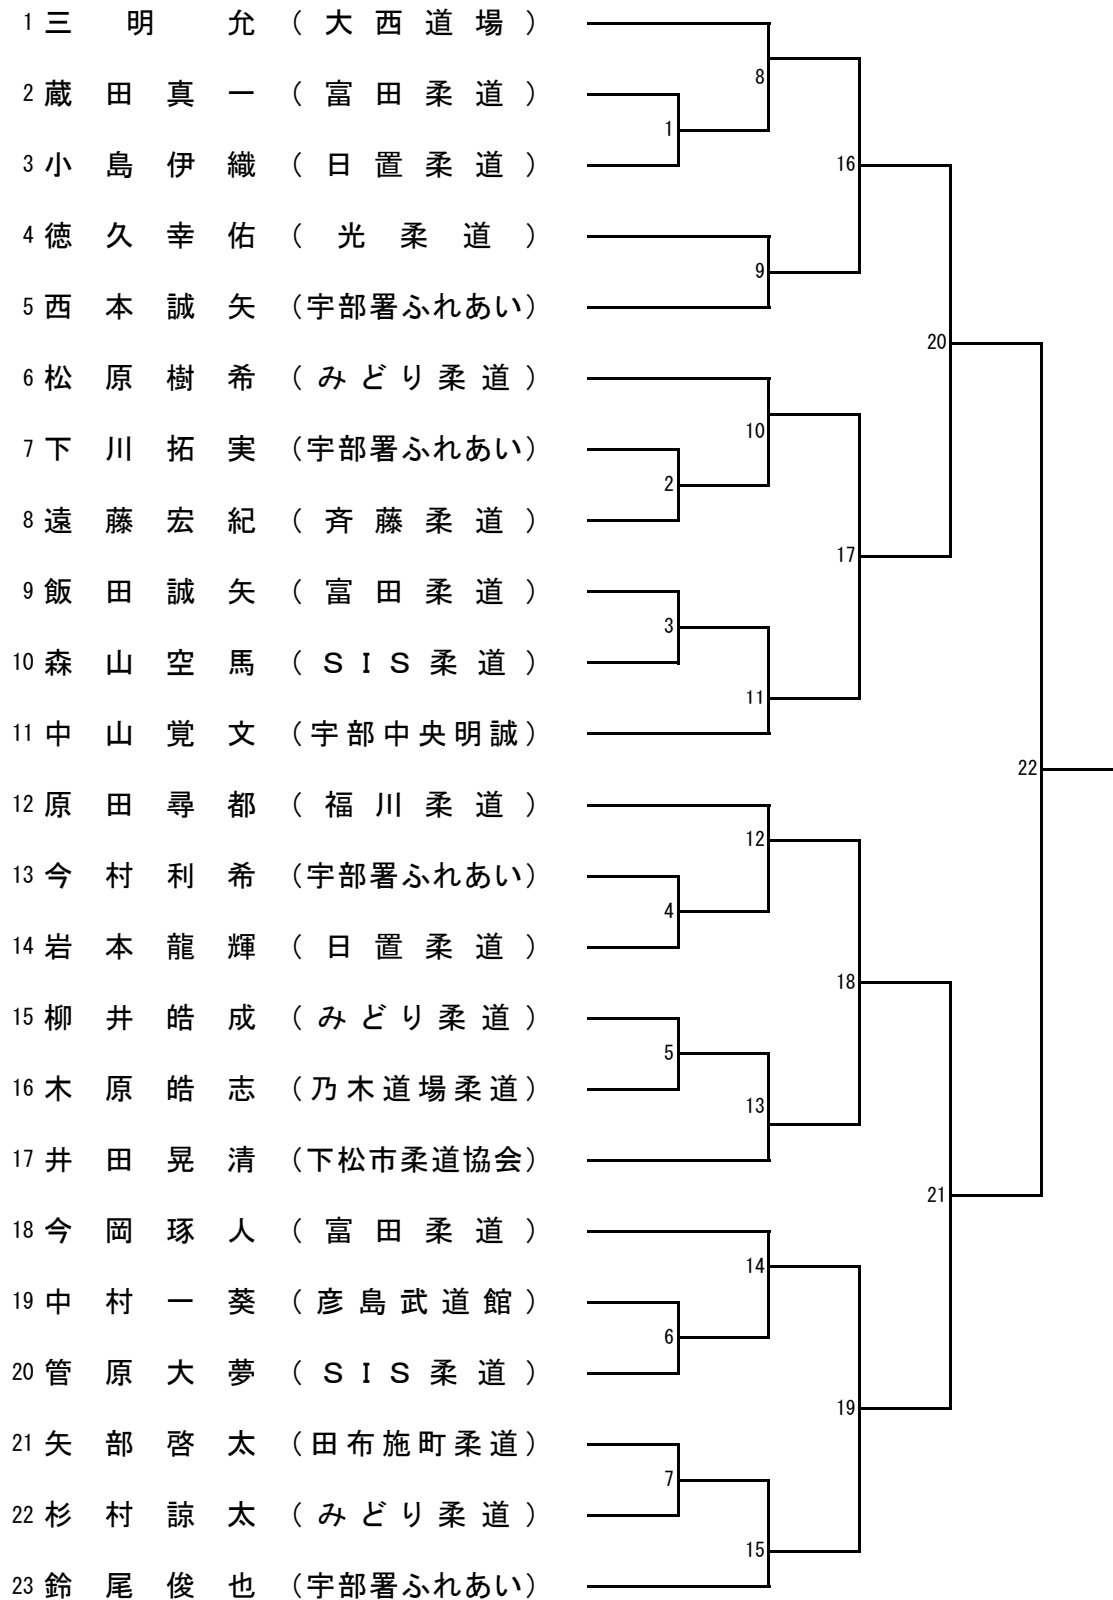 1 三 明 允 ( 大 西 道 場 )
8
2 蔵 田 真 一 ( 富 田 柔 道 )
1
3 小 島 伊 織 ( 日 置 柔 道 )
16
4 徳 久 幸 佑 ( 光 柔 道 )
9
5 西 本 誠 矢 (宇部署ふれあい)
20
6 松 原 樹 希 ( み ど り 柔 道 )
10
7 下 川 拓 実 (宇部署ふれあい)
2
8 遠 藤 宏 紀 ( 斉 藤 柔 道 )
17
9 飯 田 誠 矢 ( 富 田 柔 道 )
3
10 森 山 空 馬 ( S I S 柔 道 )
11
11 中 山 覚 文 (宇部中央明誠)
22
12 原 田 尋 都 ( 福 川 柔 道 )
12
13 今 村 利 希 (宇部署ふれあい)
4
14 岩 本 龍 輝 ( 日 置 柔 道 )
18
15 柳 井 皓 成 ( み ど り 柔 道 )
5
16 木 原 皓 志 (乃木道場柔道)
13
17 井 田 晃 清 (下松市柔道協会)
21
18 今 岡 琢 人 ( 富 田 柔 道 )
14
19 中 村 一 葵 ( 彦 島 武 道 館 )
6
20 管 原 大 夢 ( S I S 柔 道 )
19
21 矢 部 啓 太 (田布施町柔道)
7
22 杉 村 諒 太 ( み ど り 柔 道 )
15
23 鈴 尾 俊 也 (宇部署ふれあい)